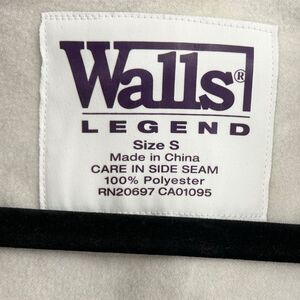 Walls®
LEGEND
Size S
Made in China
CARE IN SIDE SEAM
100% Polyester
RN20697 CA01095